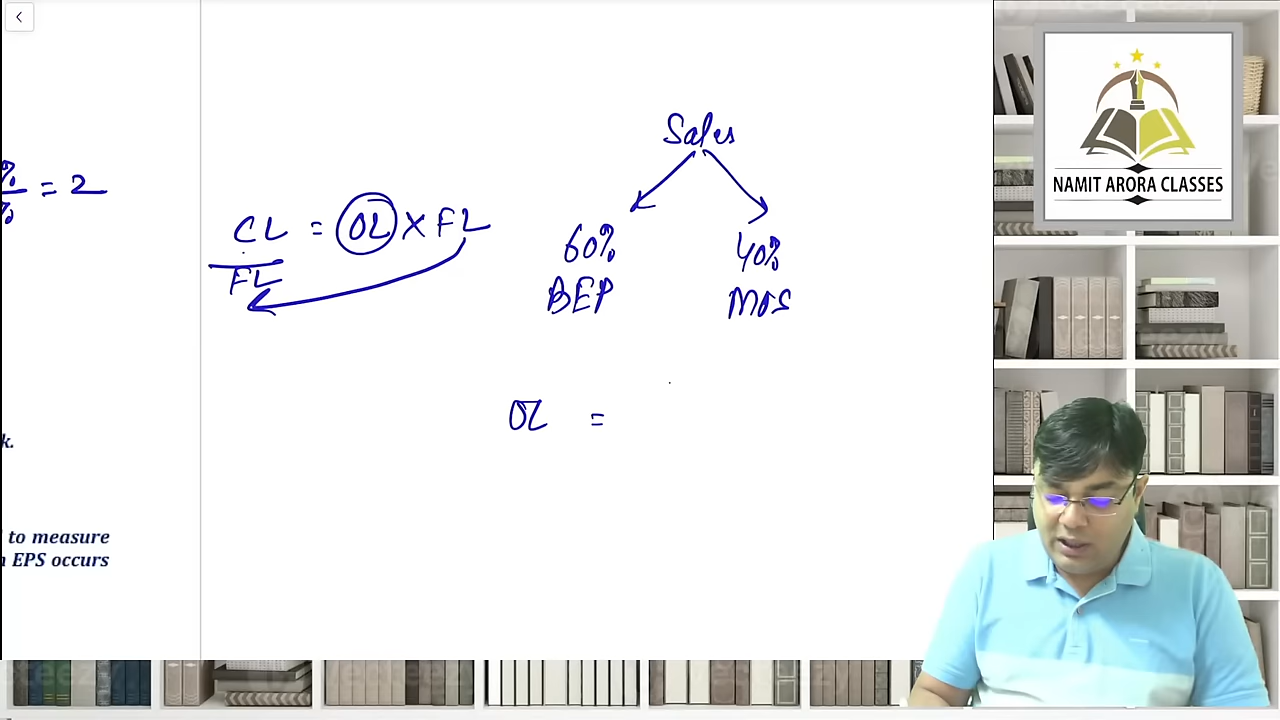 % = 2
%
CL = OL × FL
FL
Sales
60% 40%
BEP MOS
OL =
k.
to measure
n EPS occurs
NAMIT ARORA CLASSES